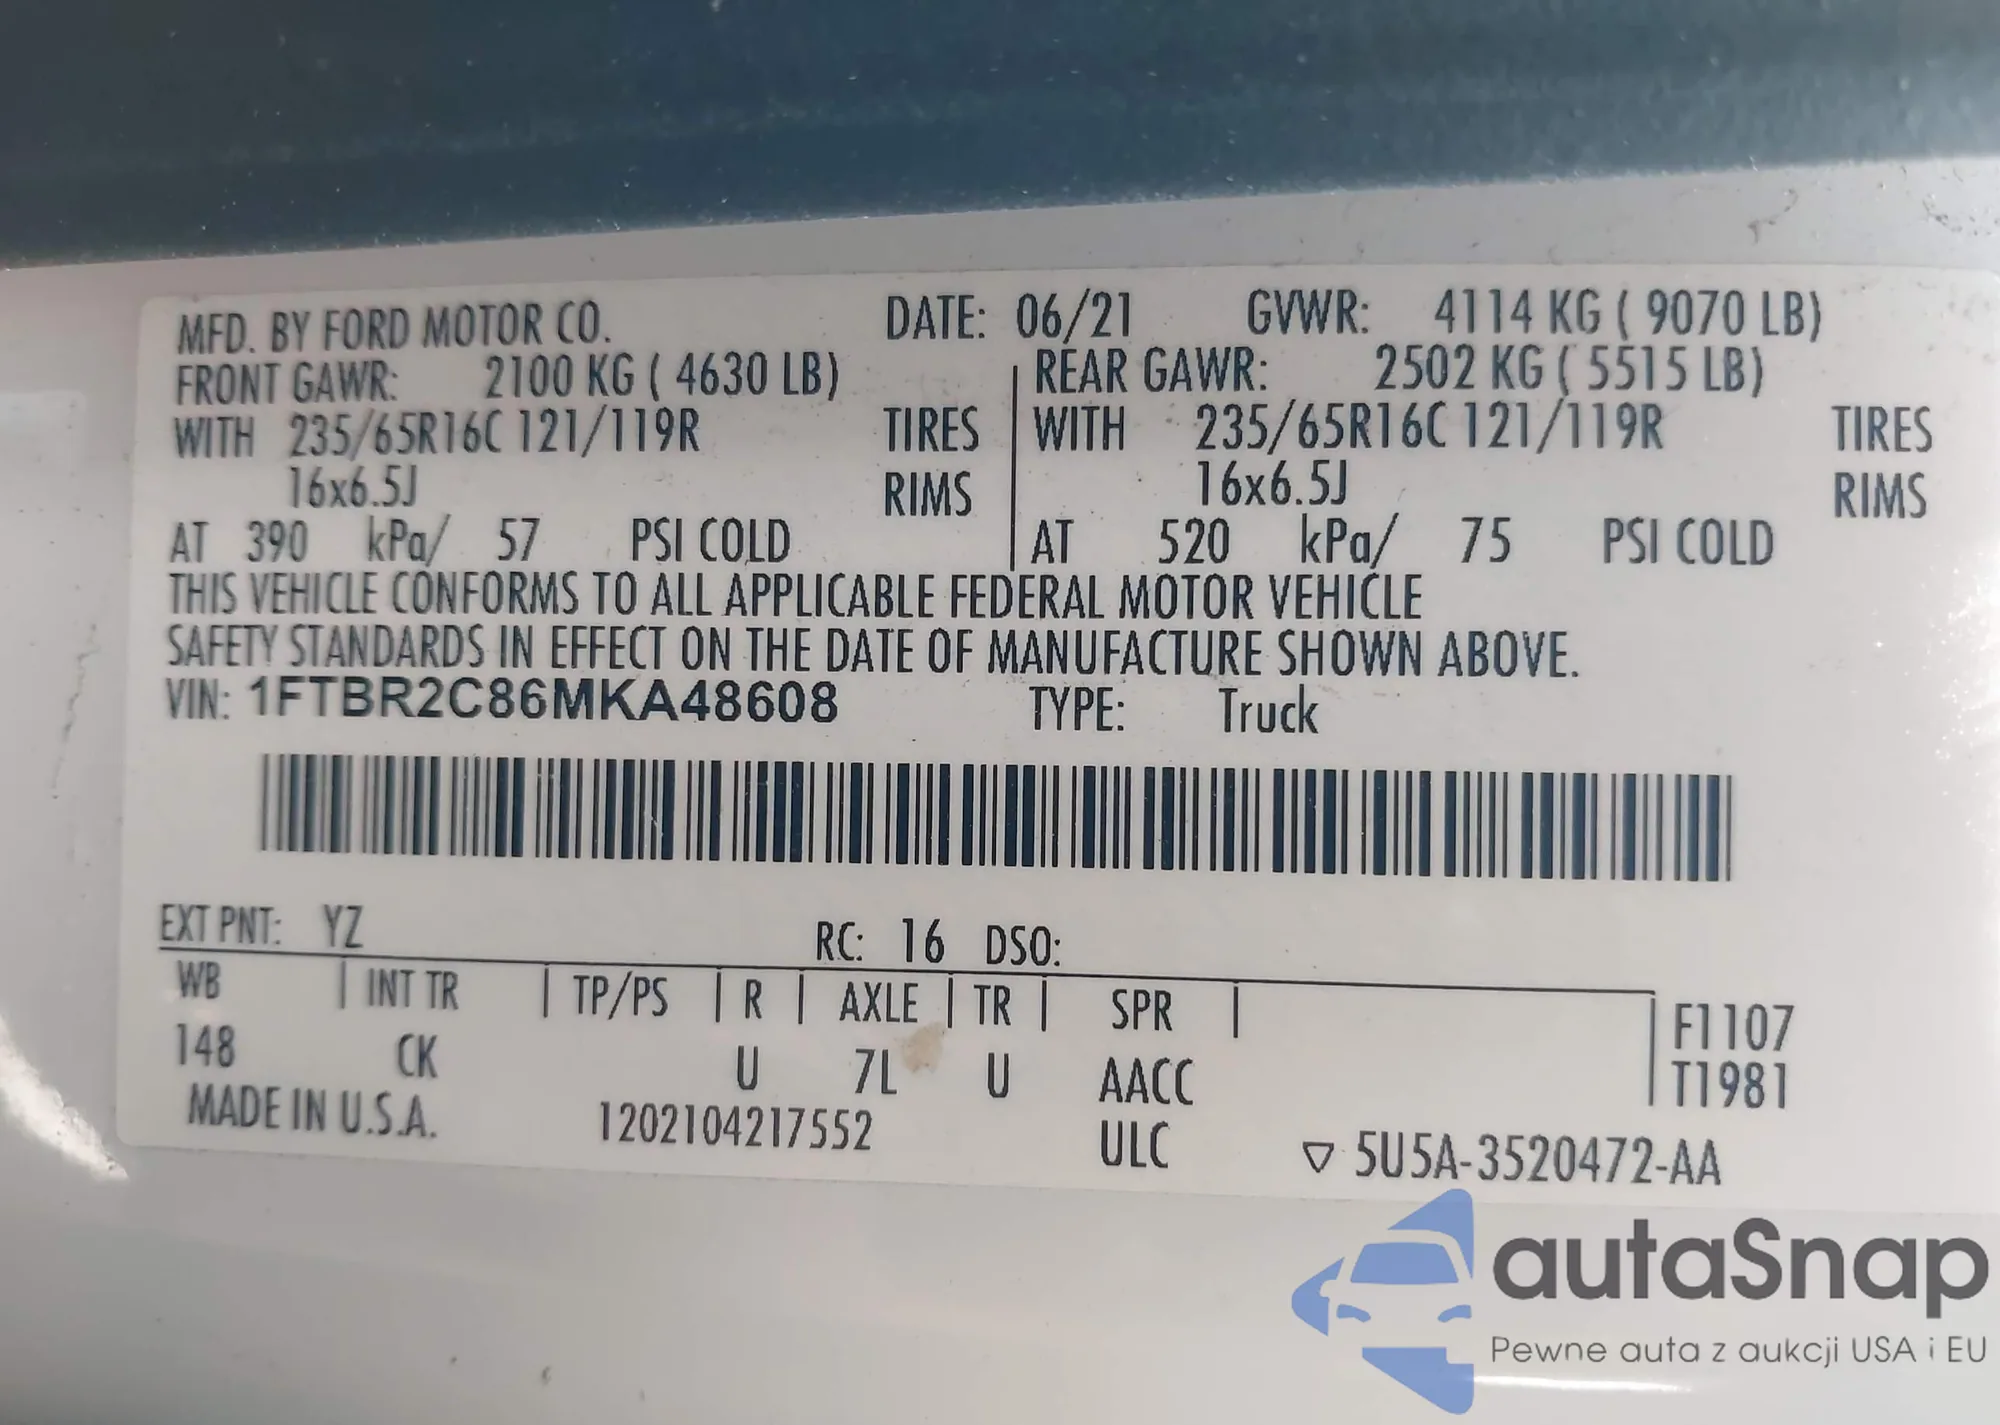 MFD. BY FORD MOTOR CO. DATE: 06/21 GVWR: 4114 KG ( 9070 LB)
FRONT GAWR: 2100 KG ( 4630 LB) REAR GAWR: 2502 KG ( 5515 LB)
WITH 235/65R16C 121/119R TIRES WITH 235/65R16C 121/119R TIRES
16x6.5J RIMS 16x6.5J RIMS
AT 390 kPa/ 57 PSI COLD AT 520 kPa/ 75 PSI COLD
THIS VEHICLE CONFORMS TO ALL APPLICABLE FEDERAL MOTOR VEHICLE
SAFETY STANDARDS IN EFFECT ON THE DATE OF MANUFACTURE SHOWN ABOVE.
VIN: 1FTBR2C86MKA48608 TYPE: Truck
EXT PNT: YZ RC: 16 DSO:
WB | INT TR | TP/PS | R | AXLE | TR | SPR | F1107
148 CK U 7L U AACC T1981
MADE IN U.S.A. 1202104217552 ULC ▽ 5U5A-3520472-AA
autaSnap
Pewne auta z aukcji USA i EU